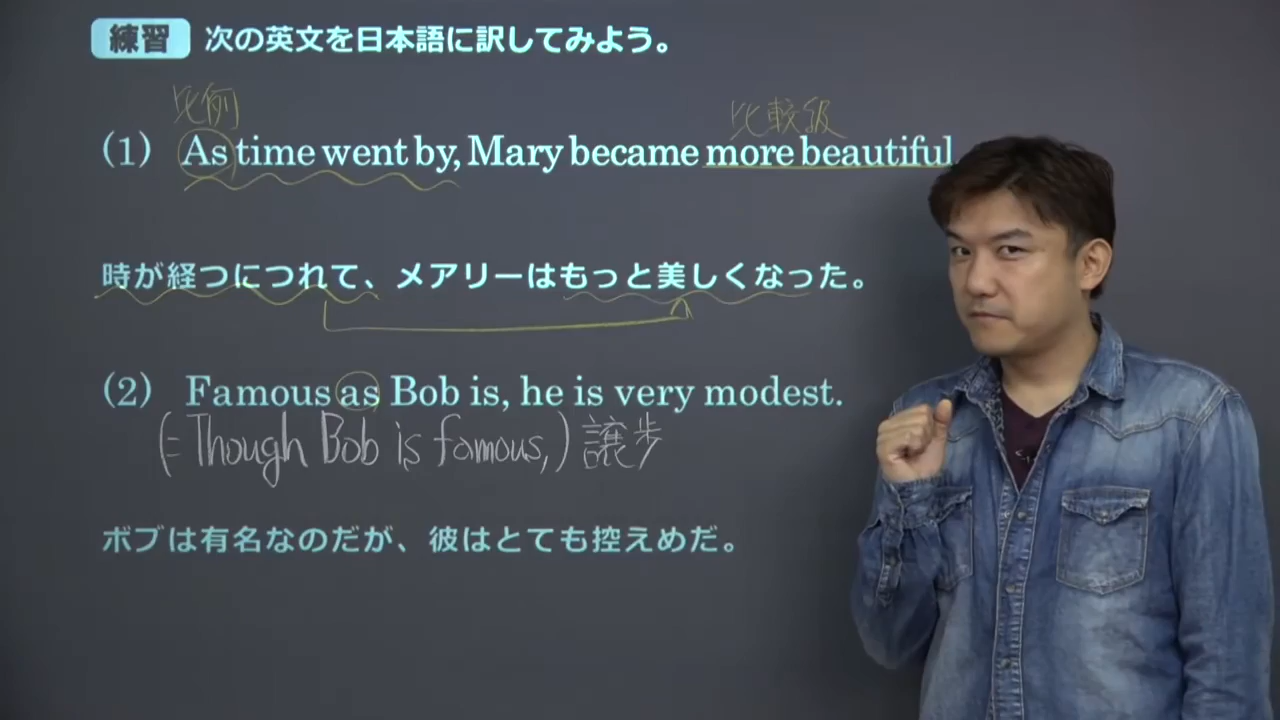 練習 次の英文を日本語に訳してみよう。
比例 比較級
(1) As time went by, Mary became more beautiful.
時が経つにつれて、メアリーはもっと美しくなった。
(2) Famous as Bob is, he is very modest.
(= Though Bob is famous,) 譲歩
ボブは有名なのだが、彼はとても控えめだ。